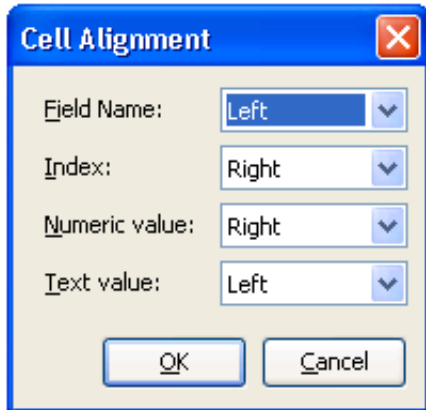 Cell Alignment
Field Name: Left
Index: Right
Numeric value: Right
Text value: Left
OK Cancel